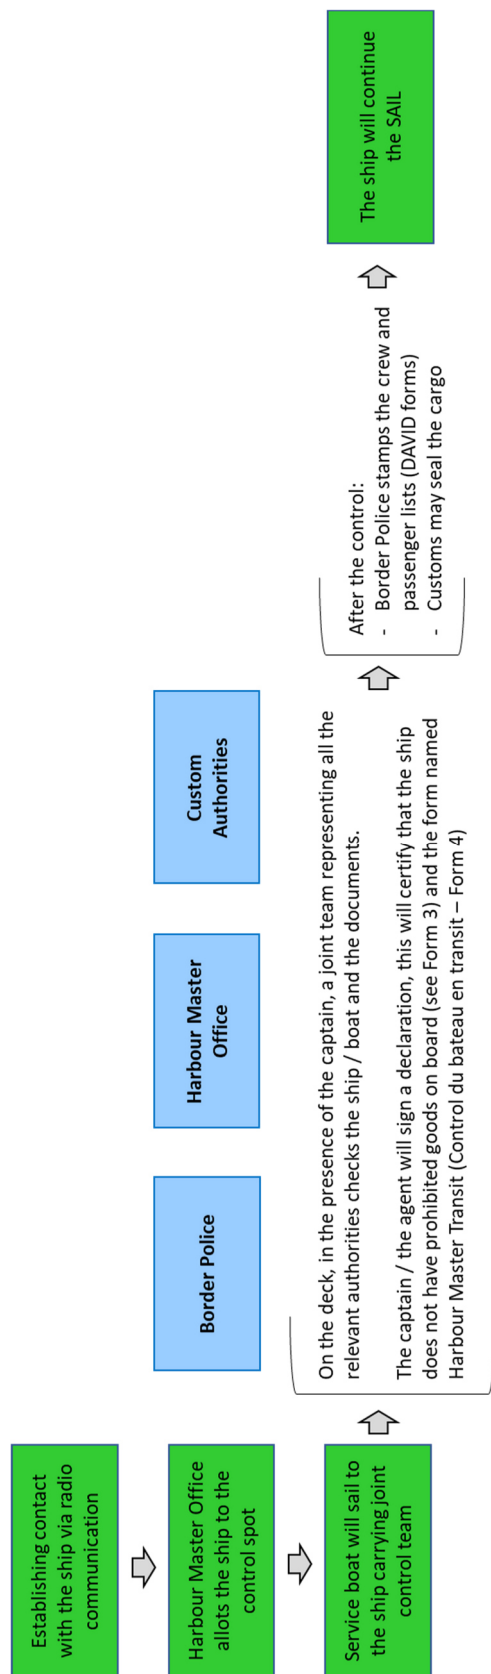 Establishing contact
with the ship via radio
communication
Harbour Master Office
allots the ship to the
control spot
Service boat will sail to
the ship carrying joint
control team
Border Police
Harbour Master
Office
Custom
Authorities
On the deck, in the presence of the captain, a joint team representing all the
relevant authorities checks the ship / boat and the documents.
The captain / the agent will sign a declaration, this will certify that the ship
does not have prohibited goods on board (see Form 3) and the form named
Harbour Master Transit (Control du bateau en transit – Form 4)
After the control:
- Border Police stamps the crew and
passenger lists (DAVID forms)
- Customs may seal the cargo
The ship will continue
the SAIL